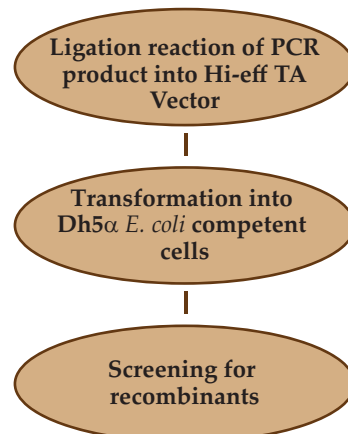 Ligation reaction of PCR
product into Hi-eff TA
Vector
Transformation into
Dh5α E. coli competent
cells
Screening for
recombinants